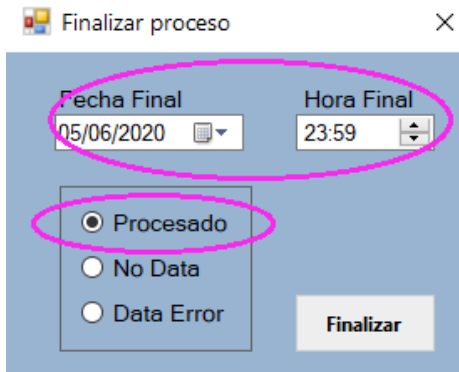 Finalizar proceso
Fecha Final Hora Final
05/06/2020 23:59
Procesado
No Data
Data Error
Finalizar